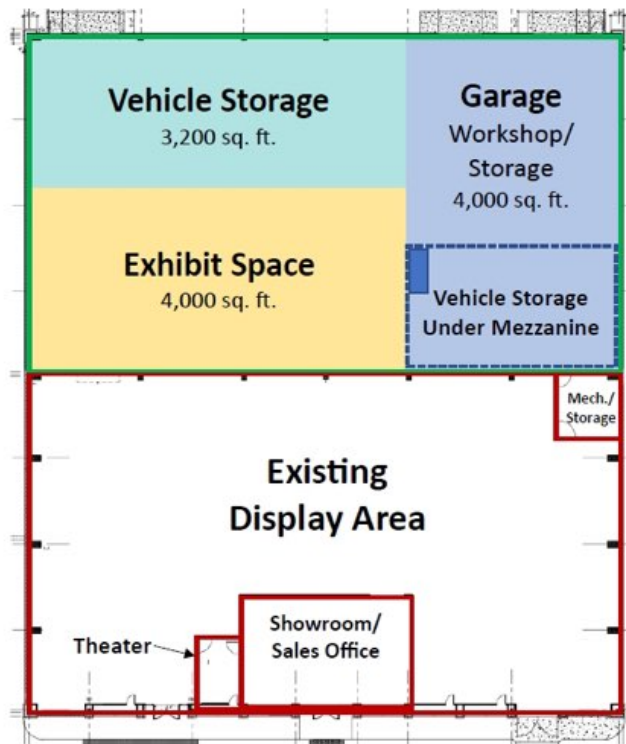 Vehicle Storage
3,200 sq. ft.
Garage
Workshop/
Storage
4,000 sq. ft.
Exhibit Space
4,000 sq. ft.
Vehicle Storage
Under Mezzanine
Mech./
Storage
Existing
Display Area
Showroom/
Sales Office
Theater